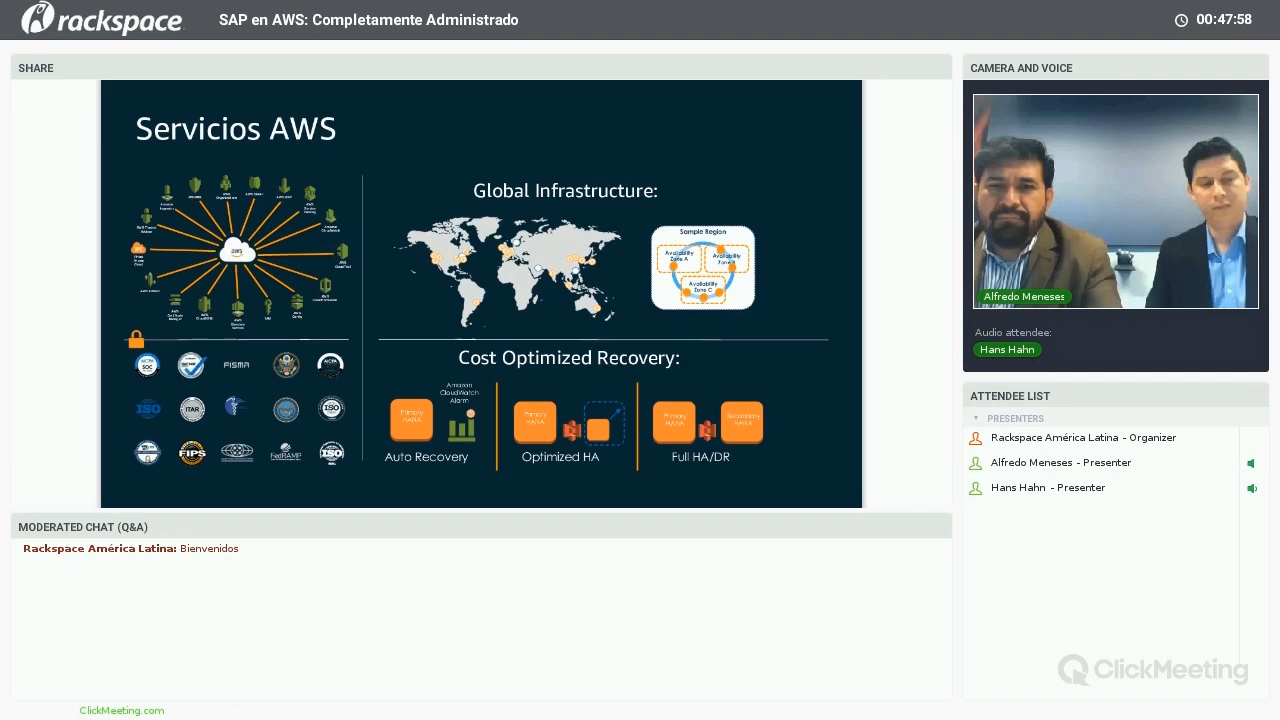 rackspace
SAP en AWS: Completamente Administrado
00:47:58
SHARE
Servicios AWS
aws
Global Infrastructure:
Sample Region
Availability
Zone A
Availability
Zone B
Availability
Zone C
AICPA
SOC
FISMA
AICPA
ISO
ITAR
ISO
FIPS
FedRAMP
ISO
Cost Optimized Recovery:
Primary
HANA
Amazon
CloudWatch
Alarm
Auto Recovery
Primary
HANA
Optimized HA
Primary
HANA
Secondary
HANA
Full HA/DR
MODERATED CHAT (Q&A)
Rackspace América Latina: Bienvenidos
CAMERA AND VOICE
Alfredo Meneses
Audio attendee:
Hans Hahn
ATTENDEE LIST
PRESENTERS
Rackspace América Latina - Organizer
Alfredo Meneses - Presenter
Hans Hahn - Presenter
ClickMeeting
ClickMeeting.com